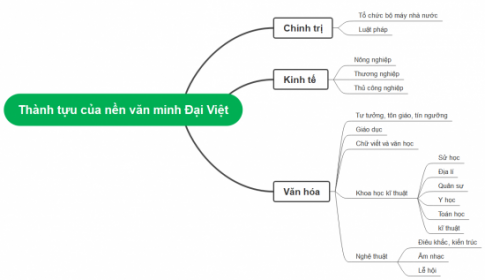 Thành tựu của nền văn minh Đại Việt
Chính trị
Tổ chức bộ máy nhà nước
Luật pháp
Kinh tế
Nông nghiệp
Thương nghiệp
Thủ công nghiệp
Văn hóa
Tư tưởng, tôn giáo, tín ngưỡng
Giáo dục
Chữ viết và văn học
Khoa học kĩ thuật
Sử học
Địa lí
Quân sự
Y học
Toán học
kĩ thuật
Nghệ thuật
Điêu khắc, kiến trúc
Âm nhạc
Lễ hội